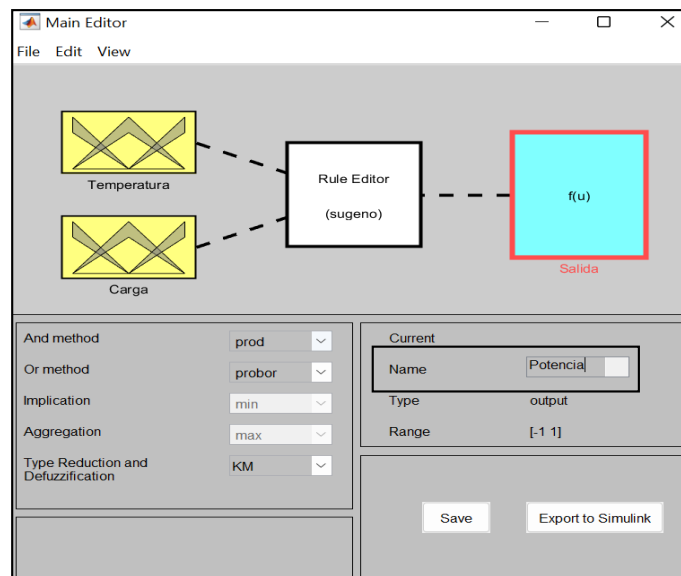 Main Editor
File Edit View
Temperatura
Carga
Rule Editor
(sugeno)
f(u)
Salida
And method prod
Or method probor
Implication min
Aggregation max
Type Reduction and
Defuzzification KM
Current
Name Potencia
Type output
Range [-1 1]
Save Export to Simulink